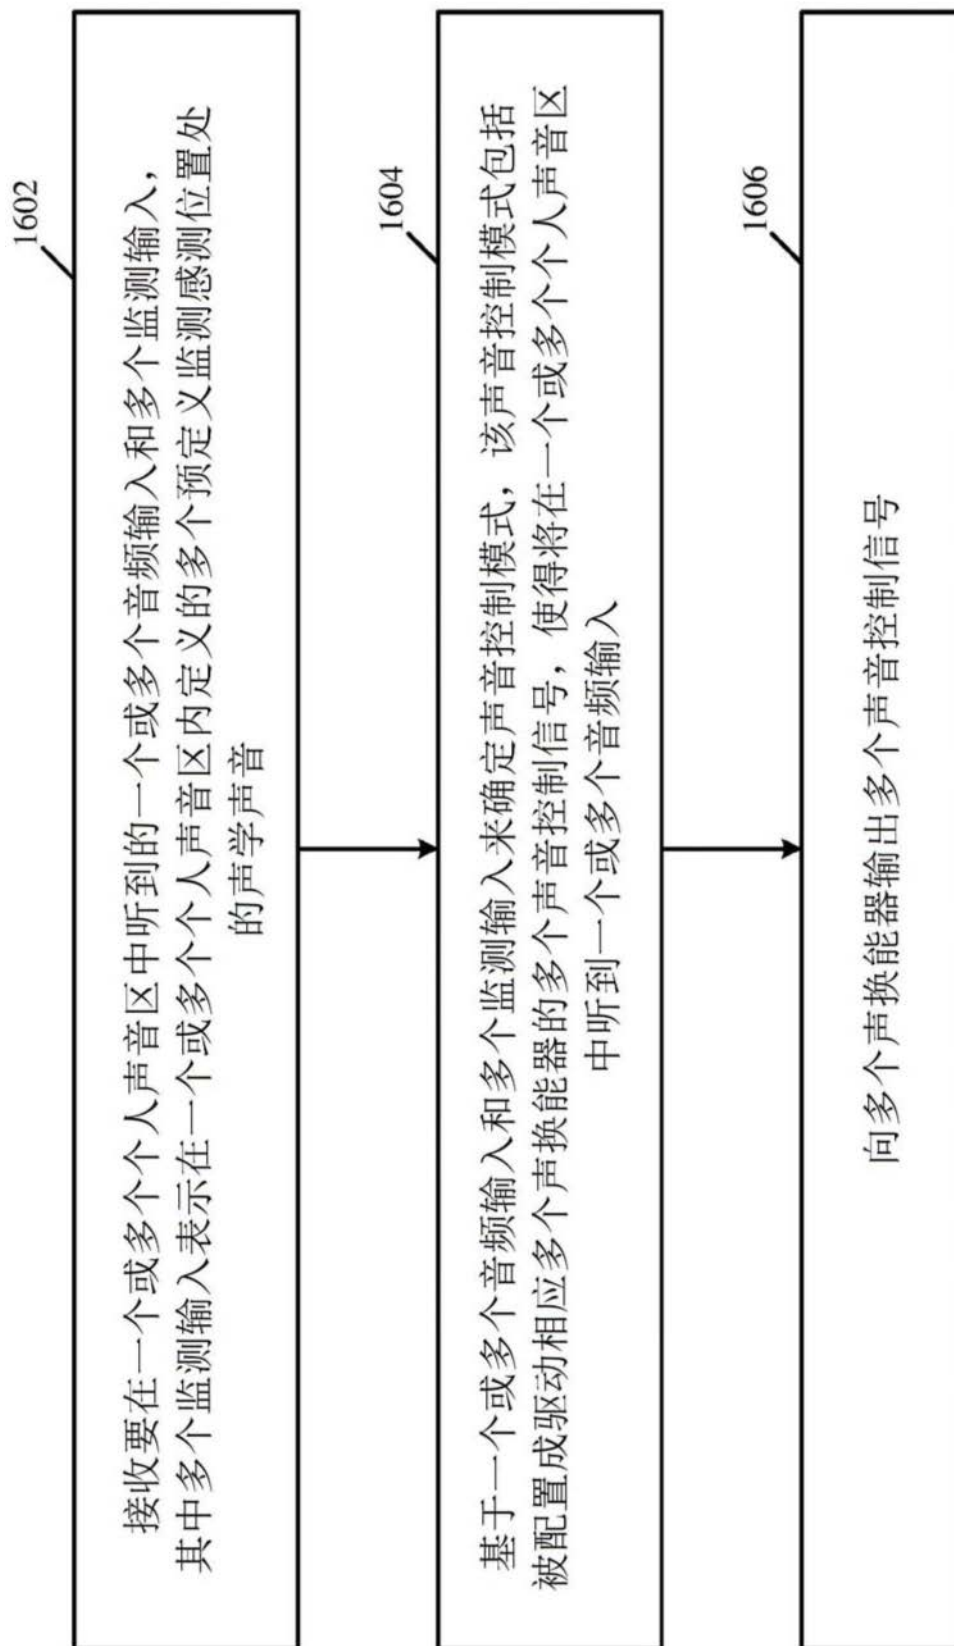 1602
接收要在一个或多个个人声音区中听到的一个或多个音频输入和多个监测输入，
其中多个监测输入表示在一个或多个个人声音区内定义的多个预定义监测感测位置处
的声学声音
1604
基于一个或多个音频输入和多个监测输入来确定声音控制模式，该声音控制模式包括
被配置成驱动相应多个声换能器的多个声音控制信号，使得将在一个或多个个人声音区
中听到一个或多个音频输入
1606
向多个声换能器输出多个声音控制信号